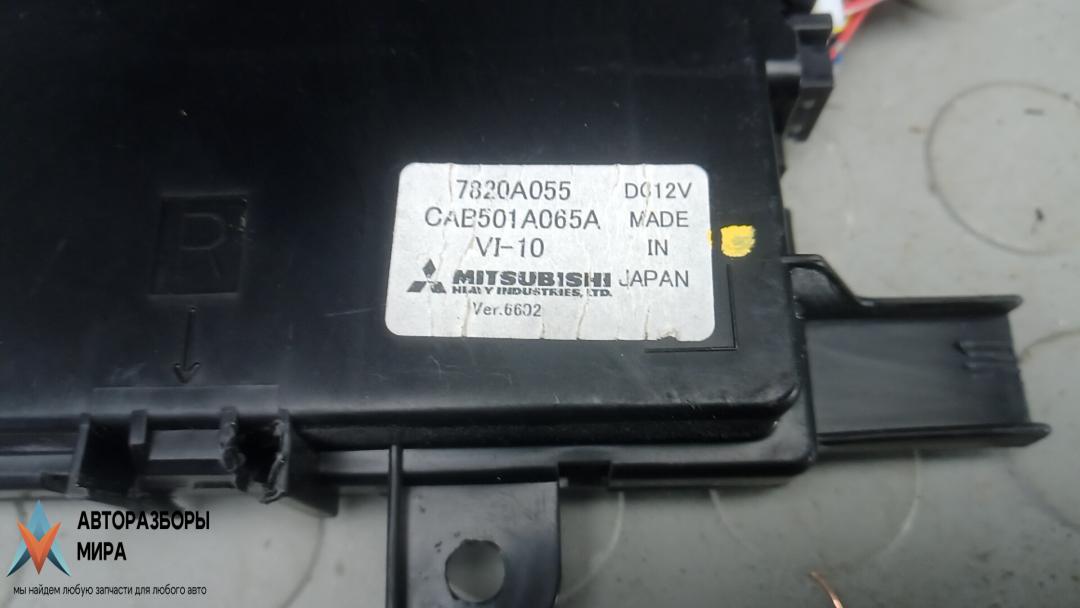 R
7820A055 DC12V
CAB501A065A MADE
VI-10 IN
MITSUBISHI JAPAN
HEAVY INDUSTRIES, LTD.
Ver.6602
АВТОРАЗБОРЫ
МИРА
мы найдем любую запчасти для любого авто